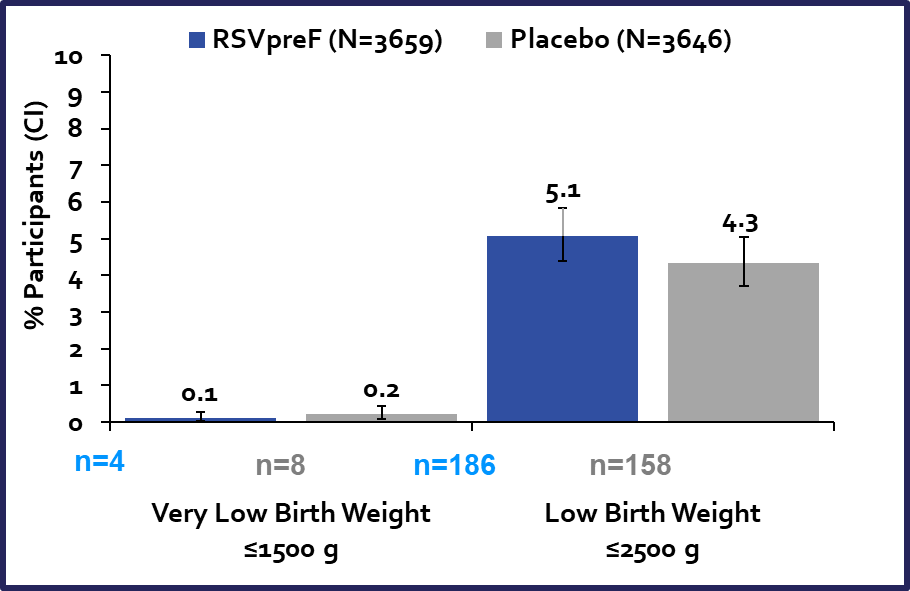 RSVpreF (N=3659) Placebo (N=3646)
% Participants (CI)
10
9
8
7
6
5
4
3
2
1
0
0.1
0.2
5.1
4.3
n=4 n=8 n=186 n=158
Very Low Birth Weight
≤1500 g
Low Birth Weight
≤2500 g